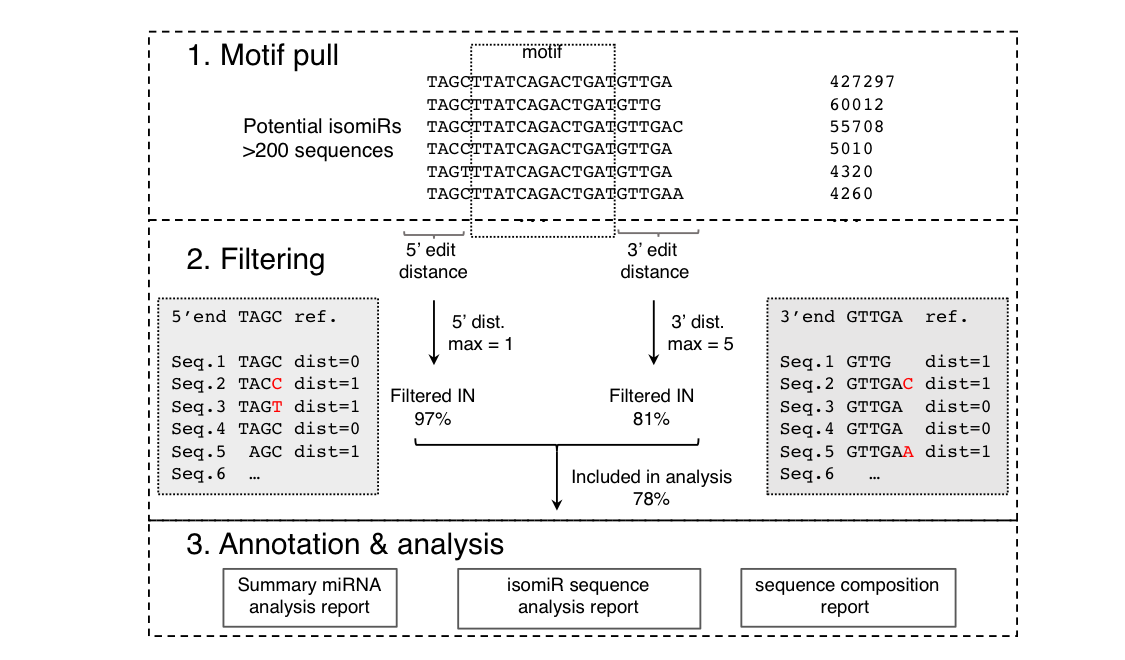 1. Motif pull
motif
TAGCTTATCAGACTGATGTTGA 427297
TAGCTTATCAGACTGATGTTG 60012
Potential isomiRs
TAGCTTATCAGACTGATGTTGAC 55708
>200 sequences
TACCTTATCAGACTGATGTTGA 5010
TAGTTTATCAGACTGATGTTGA 4320
TAGCTTATCAGACTGATGTTGAA 4260
... ...
2. Filtering
5’ edit
distance
3’ edit
distance
5’ dist.
max = 1
3’ dist.
max = 5
5’end TAGC ref.
Seq.1 TAGC dist=0
Seq.2 TACC dist=1
Seq.3 TAGT dist=1
Seq.4 TAGC dist=0
Seq.5 AGC dist=1
Seq.6 …
Filtered IN
97%
Filtered IN
81%
3’end GTTGA ref.
Seq.1 GTTG dist=1
Seq.2 GTTGAC dist=1
Seq.3 GTTGA dist=0
Seq.4 GTTGA dist=0
Seq.5 GTTGAA dist=1
Seq.6 …
Included in analysis
78%
3. Annotation & analysis
Summary miRNA
analysis report
isomiR sequence
analysis report
sequence composition
report